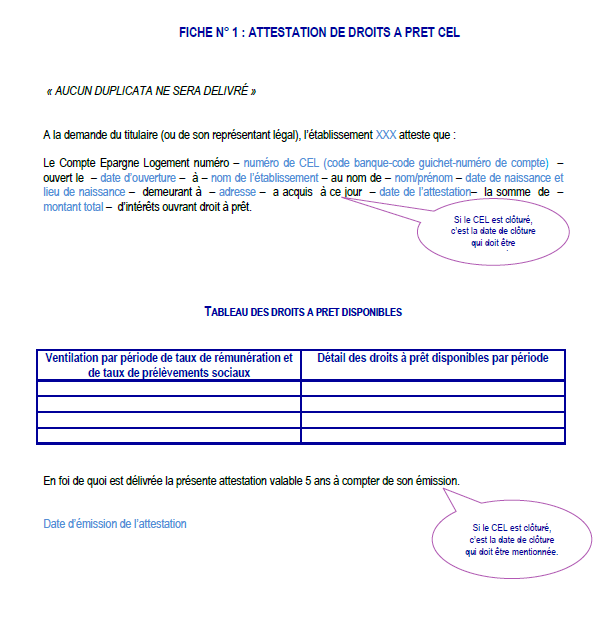 FICHE N° 1 : ATTESTATION DE DROITS A PRET CEL
« AUCUN DUPLICATA NE SERA DELIVRÉ »
A la demande du titulaire (ou de son représentant légal), l'établissement XXX atteste que :
Le Compte Epargne Logement numéro – numéro de CEL (code banque-code guichet-numéro de compte) –
ouvert le – date d'ouverture – à – nom de l'établissement – au nom de – nom/prénom – date de naissance et
lieu de naissance – demeurant à – adresse – a acquis à ce jour – date de l'attestation– la somme de –
montant total – d'intérêts ouvrant droit à prêt.
Si le CEL est clôturé,
c'est la date de clôture
qui doit être
TABLEAU DES DROITS A PRET DISPONIBLES
Ventilation par période de taux de rémunération et
de taux de prélèvements sociaux
Détail des droits à prêt disponibles par période
En foi de quoi est délivrée la présente attestation valable 5 ans à compter de son émission.
Date d'émission de l'attestation
Si le CEL est clôturé,
c'est la date de clôture
qui doit être mentionnée.